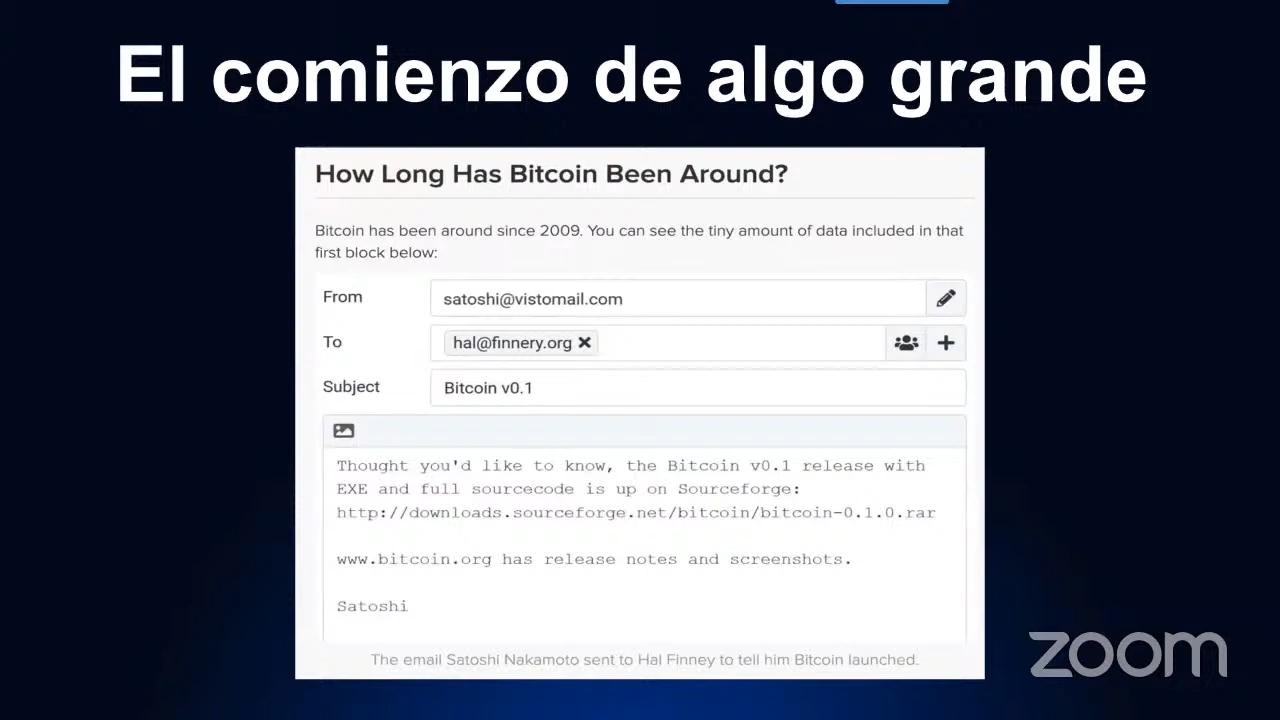 El comienzo de algo grande
How Long Has Bitcoin Been Around?
Bitcoin has been around since 2009. You can see the tiny amount of data included in that
first block below:
From
satoshi@vistomail.com
To
hal@finnery.org
Subject
Bitcoin v0.1
Thought you'd like to know, the Bitcoin v0.1 release with
EXE and full sourcecode is up on Sourceforge:
http://downloads.sourceforge.net/bitcoin/bitcoin-0.1.0.rar
www.bitcoin.org has release notes and screenshots.
Satoshi
The email Satoshi Nakamoto sent to Hal Finney to tell him Bitcoin launched.
zoom